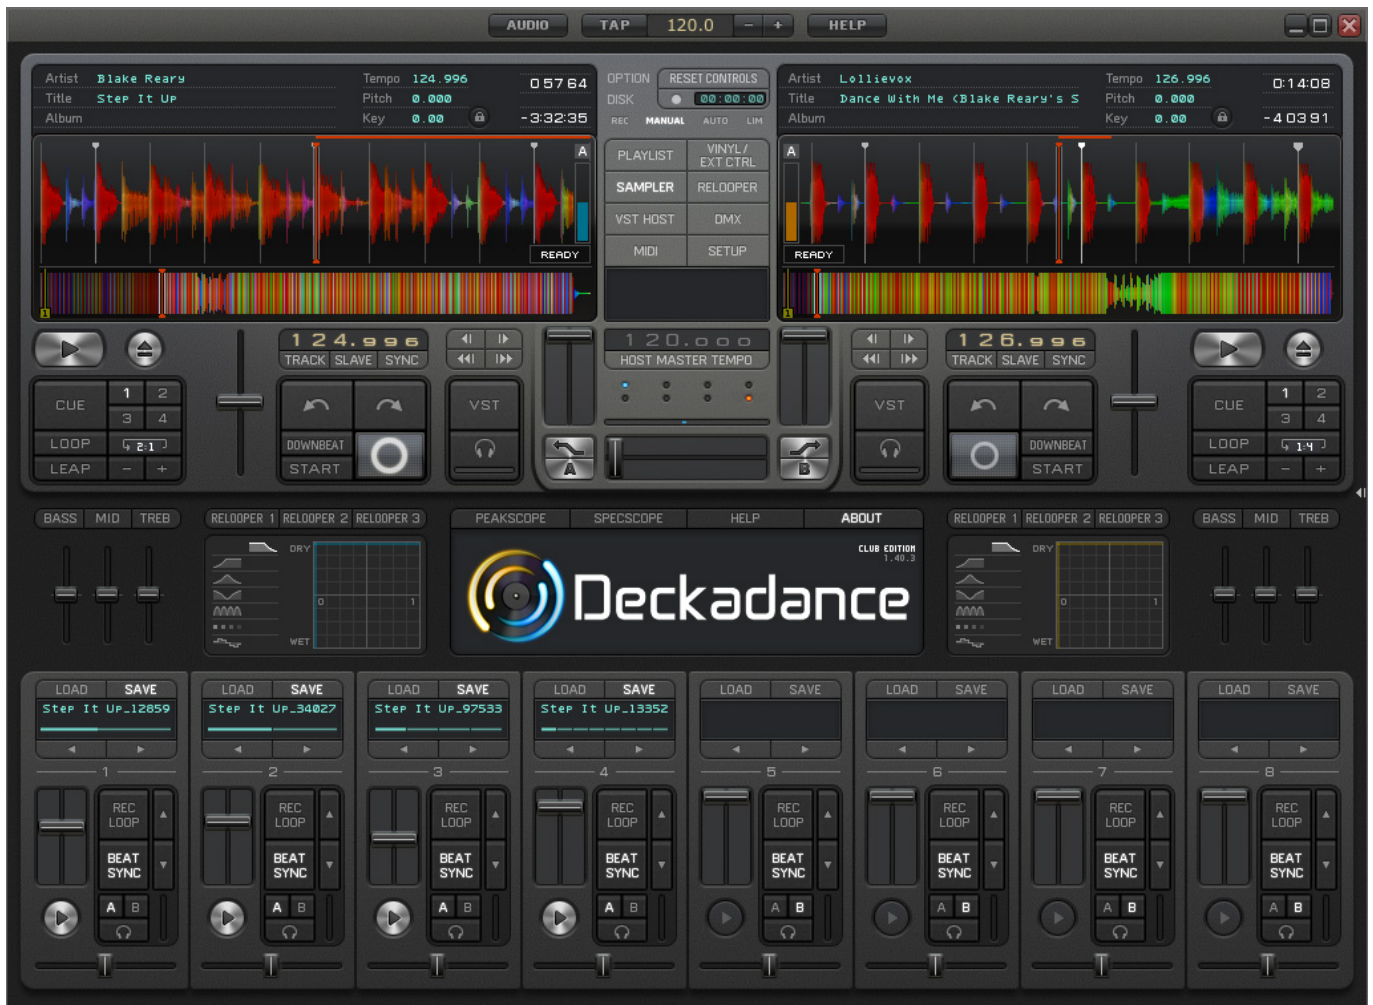 AUDIO TAP 120.0 - + HELP
Artist Blake Reary Tempo 124.996 05764
Title Step It Up Pitch 0.000
Album Key 0.00 -3:32:35
OPTION RESET CONTROLS
DISK 00:00:00
REC MANUAL AUTO LIM
Artist Lollievox Tempo 126.996 0:14:08
Title Dance With Me (Blake Reary's S Pitch 0.000
Album Key 0.00 -40391
A
READY
1
PLAYLIST VINYL / EXT CTRL
SAMPLER RELOOPER
VST HOST DMX
MIDI SETUP
A
READY
1
124.996
TRACK SLAVE SYNC
CUE 1 2
3 4
LOOP 2:1
LEAP - +
DOWNBEAT
START
VST
120.000
HOST MASTER TEMPO
A B
126.996
TRACK SLAVE SYNC
VST
DOWNBEAT
START
CUE 1 2
3 4
LOOP 1:4
LEAP - +
BASS MID TREB
RELOOPER 1 RELOOPER 2 RELOOPER 3
DRY
0 1
WET
PEAKSCOPE SPECSCOPE HELP ABOUT
CLUB EDITION
1.40.3
Deckadance
RELOOPER 1 RELOOPER 2 RELOOPER 3
DRY
0 1
WET
BASS MID TREB
LOAD SAVE LOAD SAVE LOAD SAVE LOAD SAVE LOAD SAVE LOAD SAVE LOAD SAVE LOAD SAVE
Step It Up_12859 Step It Up_34027 Step It Up_97533 Step It Up_13352
1 2 3 4 5 6 7 8
REC REC REC REC REC REC REC REC
LOOP LOOP LOOP LOOP LOOP LOOP LOOP LOOP
BEAT BEAT BEAT BEAT BEAT BEAT BEAT BEAT
SYNC SYNC SYNC SYNC SYNC SYNC SYNC SYNC
A B A B A B A B A B A B A B A B